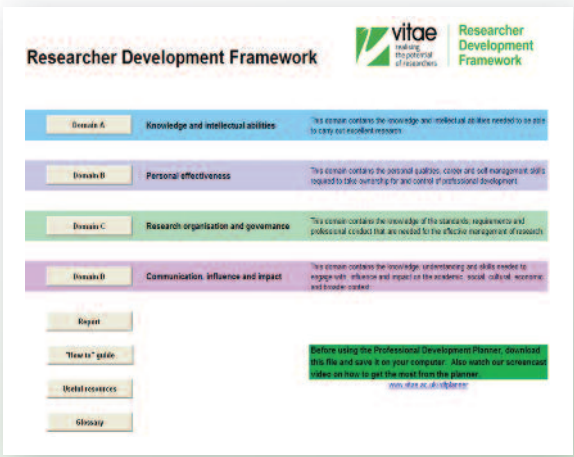 Researcher Development Framework
vitae
realising
the potential
of researchers
Researcher
Development
Framework
Domain A
Knowledge and intellectual abilities
This domain contains the knowledge and intellectual abilities needed to be able
to carry out excellent research.
Domain B
Personal effectiveness
This domain contains the personal qualities, career and self-management skills
required to take ownership for and control of professional development.
Domain C
Research organisation and governance
This domain contains the knowledge of the standards, requirements and
professional conduct that are needed for the effective management of research.
Domain D
Communication, influence and impact
This domain contains the knowledge, understanding and skills needed to
engage with, influence and impact on the academic, social, cultural, economic
and broader context.
Report
"How to" guide
Useful resources
Glossary
Before using the Professional Development Planner, download
this file and save it on your computer. Also watch our screencast
video on how to get the most from the planner.
www.vitae.ac.uk/rdfplanner